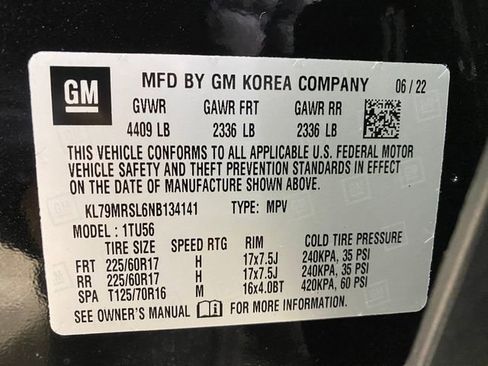 GM
MFD BY GM KOREA COMPANY
06/22
GVWR GAWR FRT GAWR RR
4409 LB 2336 LB 2336 LB
THIS VEHICLE CONFORMS TO ALL APPLICABLE U.S. FEDERAL MOTOR
VEHICLE SAFETY AND THEFT PREVENTION STANDARDS IN EFFECT ON
THE DATE OF MANUFACTURE SHOWN ABOVE.
KL79MRSL6NB134141 TYPE: MPV
MODEL : 1TU56
SPEED RTG RIM COLD TIRE PRESSURE
FRT 225/60R17 H 17x7.5J 240KPA, 35 PSI
RR 225/60R17 H 17x7.5J 240KPA, 35 PSI
SPA T125/70R16 M 16x4.0BT 420KPA, 60 PSI
SEE OWNER'S MANUAL FOR ADDITIONAL INFORMATION.